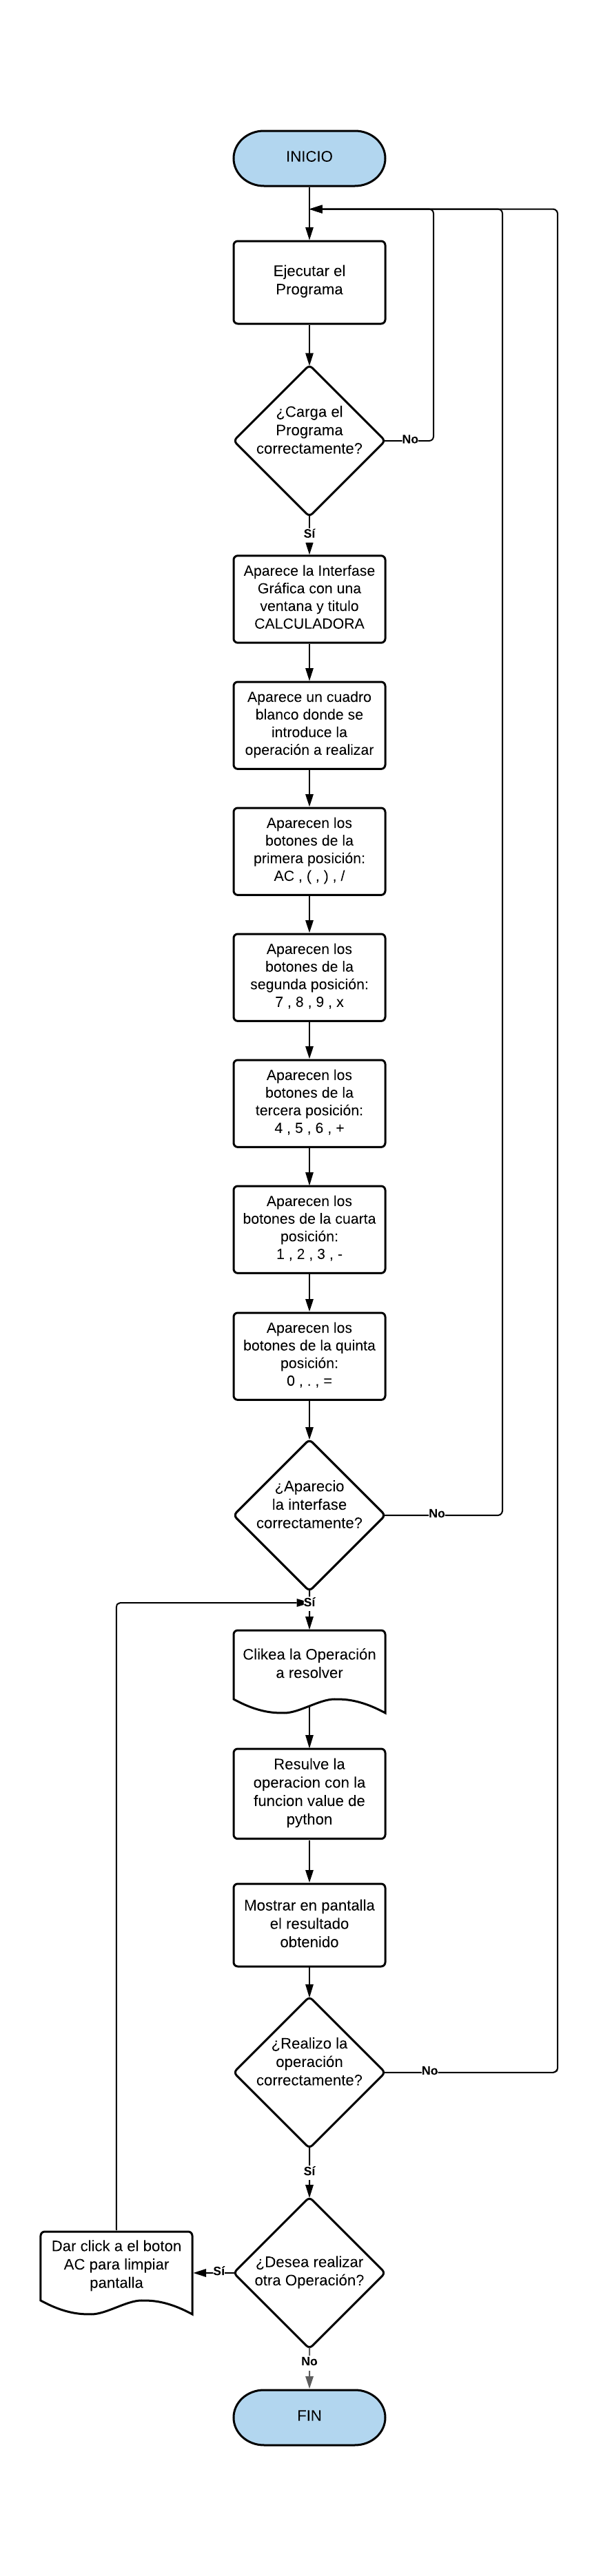 INICIO
Ejecutar el
Programa
¿Carga el
Programa
correctamente?
No
Sí
Aparece la Interfase
Gráfica con una
ventana y titulo
CALCULADORA
Aparece un cuadro
blanco donde se
introduce la
operación a realizar
Aparecen los
botones de la
primera posición:
AC , ( , ) , /
Aparecen los
botones de la
segunda posición:
7 , 8 , 9 , x
Aparecen los
botones de la
tercera posición:
4 , 5 , 6 , +
Aparecen los
botones de la cuarta
posición:
1 , 2 , 3 , -
Aparecen los
botones de la quinta
posición:
0 , . , =
¿Aparecio
la interfase
correctamente?
No
Sí
Clikea la Operación
a resolver
Resulve la
operacion con la
funcion value de
python
Mostrar en pantalla
el resultado
obtenido
¿Realizo la
operación
correctamente?
No
Sí
¿Desea realizar
otra Operación?
Sí
Dar click a el boton
AC para limpiar
pantalla
No
FIN